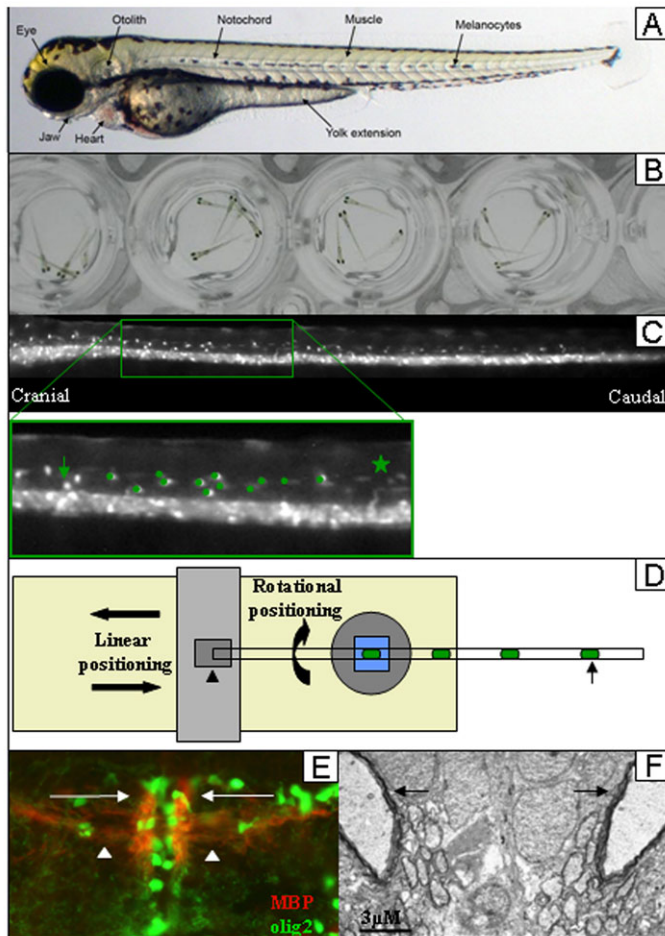 A
Eye
Otolith
Notochord
Muscle
Melanocytes
Jaw
Heart
Yolk extension
B
C
Cranial
Caudal
D
Rotational
positioning
Linear
positioning
E
MBP
olig2
F
3µM